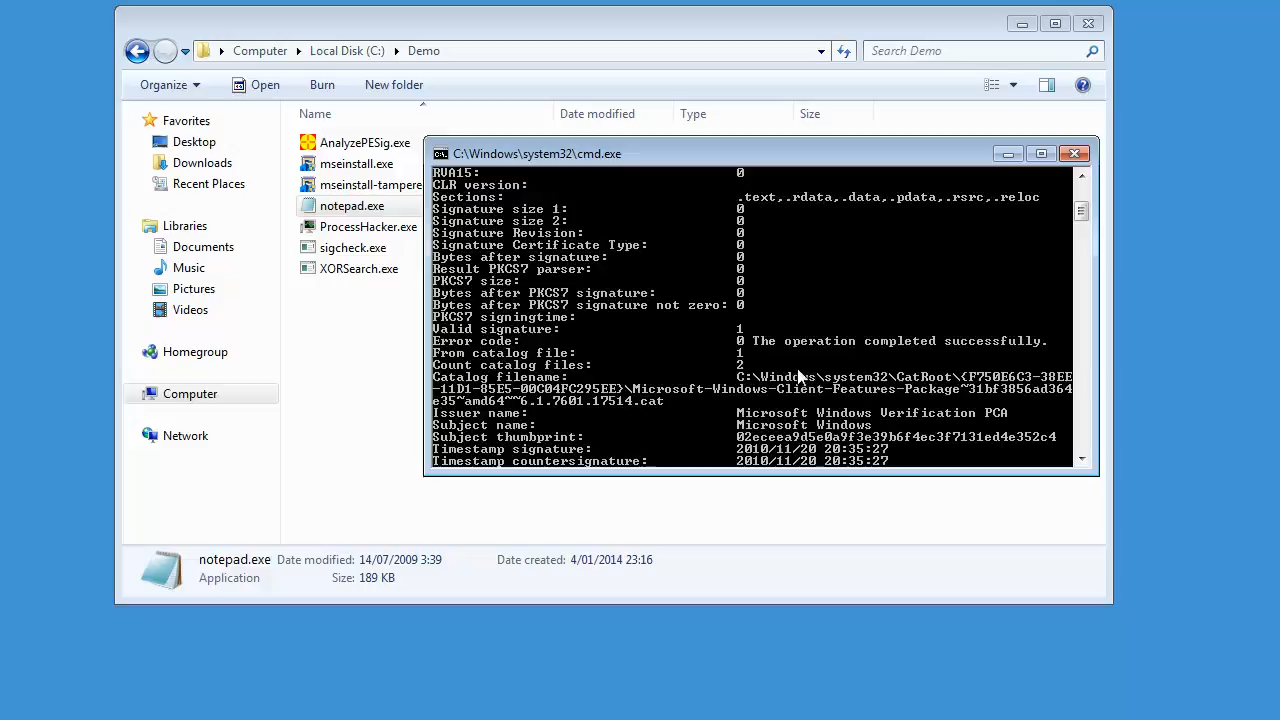 Computer Local Disk (C:) Demo
Search Demo
Organize Open Burn New folder
Name Date modified Type Size
Favorites
Desktop
Downloads
Recent Places
Libraries
Documents
Music
Pictures
Videos
Homegroup
Computer
Network
AnalyzePESig.exe
mseinstall.exe
mseinstall-tampere
notepad.exe
ProcessHacker.exe
sigcheck.exe
XORSearch.exe
C:\Windows\system32\cmd.exe
RVA15: 0
CLR version:
Sections: .text,.rdata,.data,.pdata,.rsrc,.reloc
Signature size 1: 0
Signature size 2: 0
Signature Revision: 0
Signature Certificate Type: 0
Bytes after signature: 0
Result PKCS7 parser: 0
PKCS7 size: 0
Bytes after PKCS7 signature: 0
Bytes after PKCS7 signature not zero: 0
PKCS7 signingtime:
Valid signature: 1
Error code: 0 The operation completed successfully.
From catalog file: 1
Count catalog files: 2
Catalog filename: C:\Windows\system32\CatRoot\{F750E6C3-38EE
-11D1-85E5-00C04FC295EE}\Microsoft-Windows-Client-Features-Package~31bf3856ad364
e35~amd64~~6.1.7601.17514.cat
Issuer name: Microsoft Windows Verification PCA
Subject name: Microsoft Windows
Subject thumbprint: 02eceea9d5e0a9f3e39b6f4ec3f7131ed4e352c4
Timestamp signature: 2010/11/20 20:35:27
Timestamp countersignature: 2010/11/20 20:35:27
notepad.exe Date modified: 14/07/2009 3:39 Date created: 4/01/2014 23:16
Application Size: 189 KB